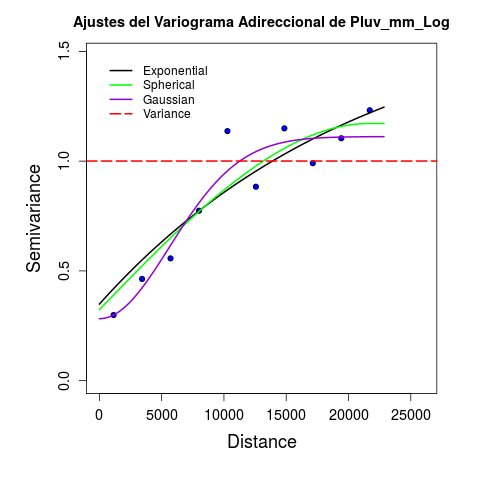 Ajustes del Variograma Adireccional de Pluv_mm_Log
Exponential
Spherical
Gaussian
Variance
Semivariance
1.5
1.0
0.5
0.0
0 5000 10000 15000 20000 25000
Distance